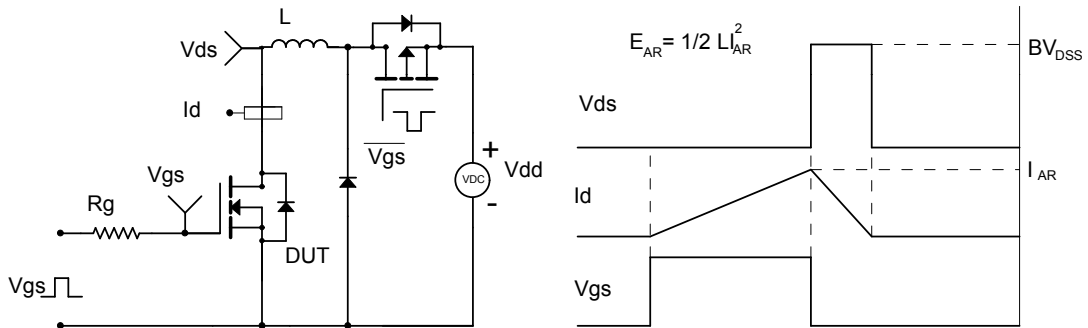 L
Vds
Id
Vgs
Vgs
+
VDC
Vdd
-
Vgs
Rg
DUT
Vgs
E_AR = 1/2 LI_AR^2
BV_DSS
Vds
I_AR
Id
Vgs